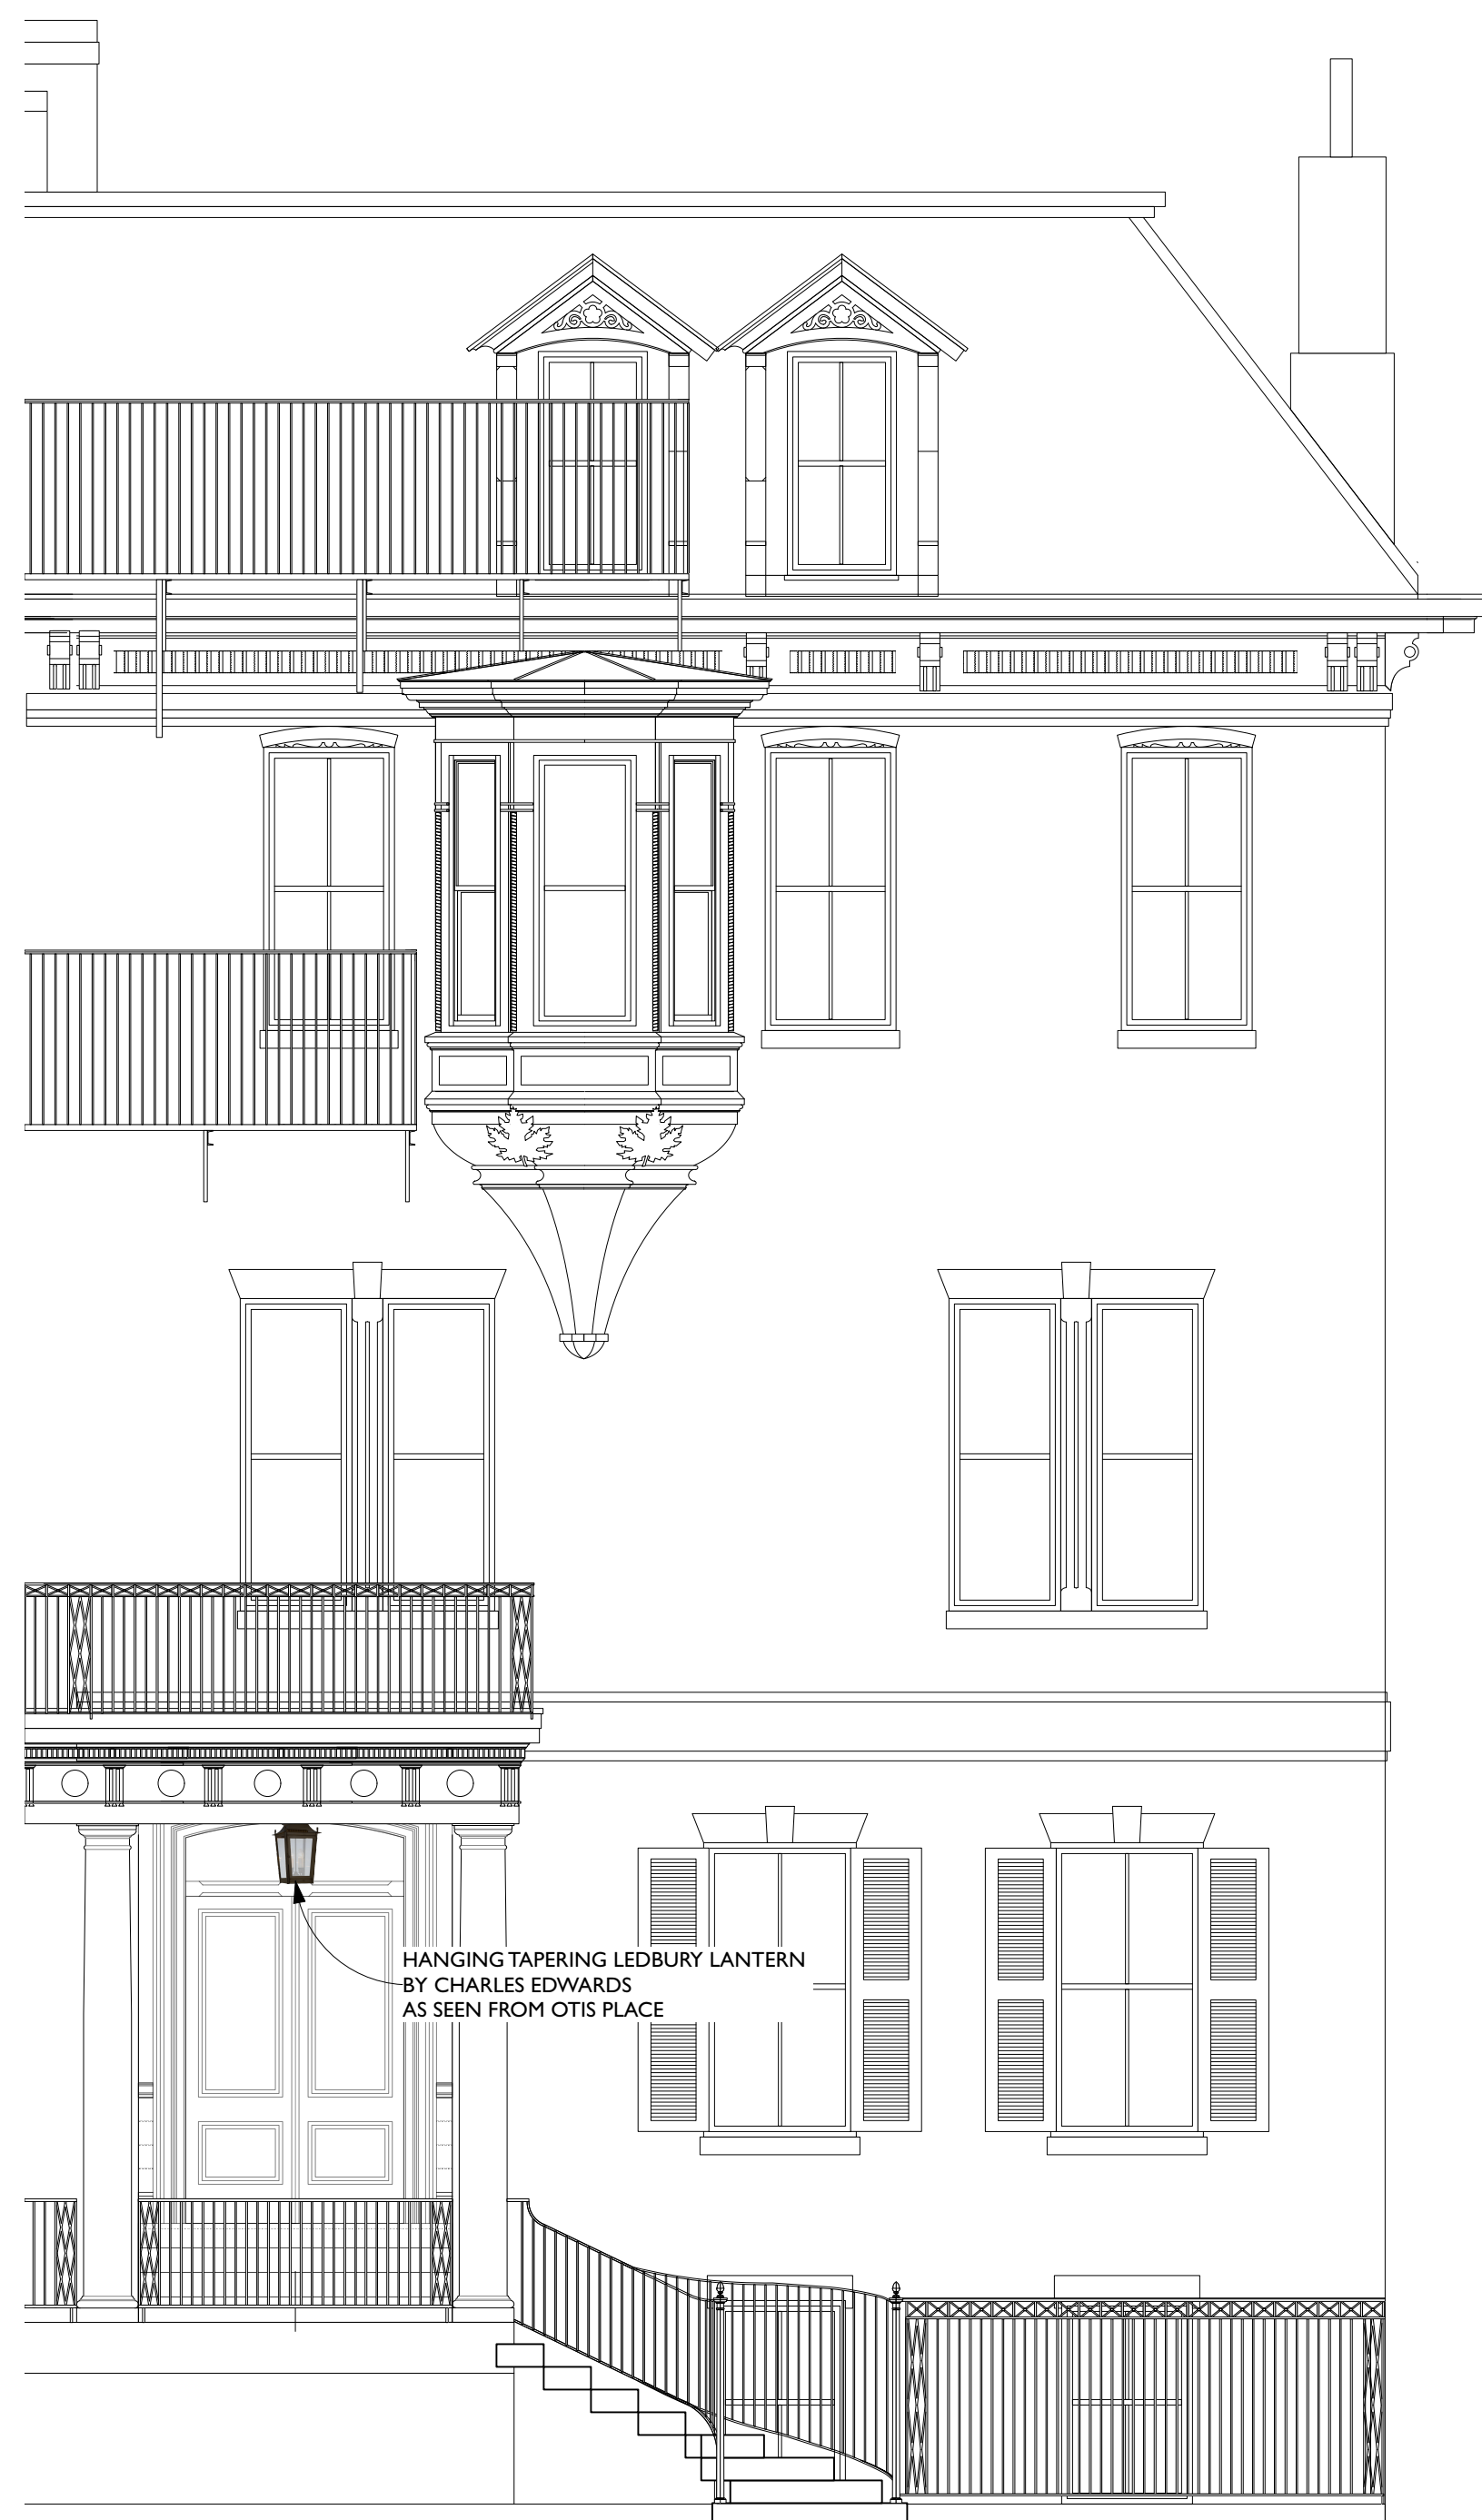 HANGING TAPERING LEDBURY LANTERN
BY CHARLES EDWARDS
AS SEEN FROM OTIS PLACE